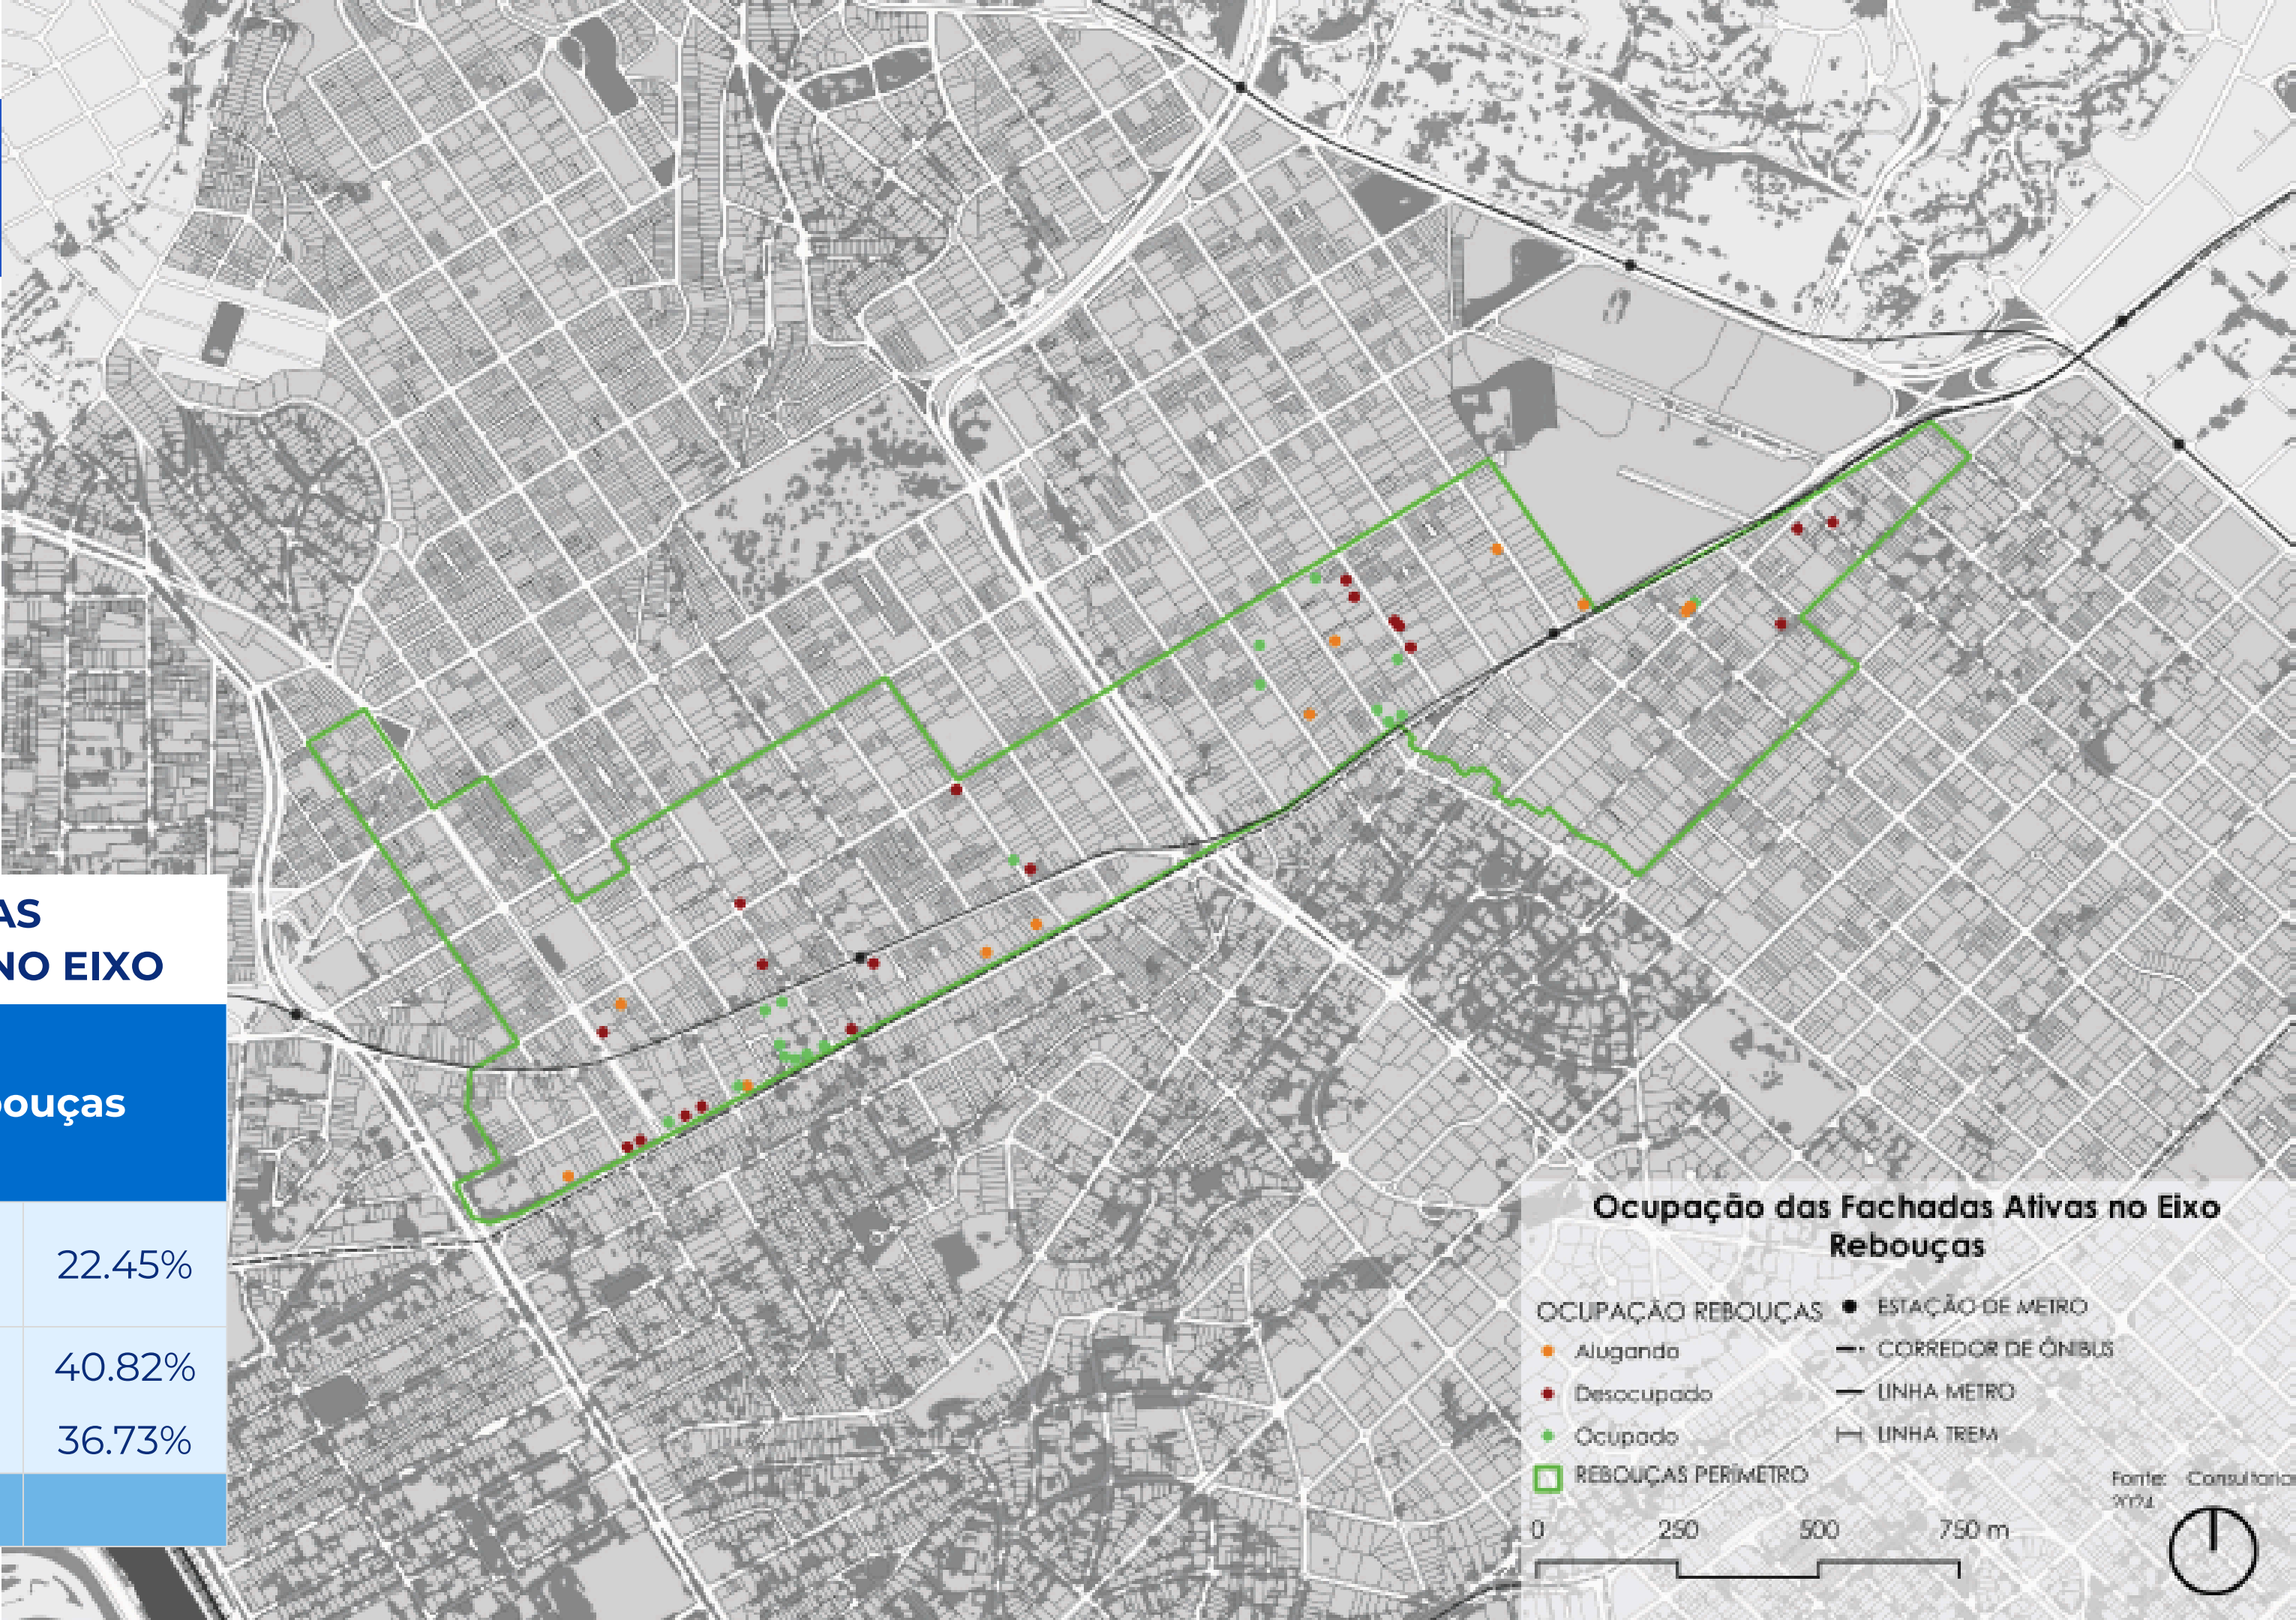 AS
NO EIXO
ouças
22.45%
40.82%
36.73%
Ocupação das Fachadas Ativas no Eixo
Rebouças
OCUPAÇÃO REBOUÇAS
Alugando
Desocupado
Ocupado
REBOUÇAS PERÍMETRO
ESTAÇÃO DE METRO
CORREDOR DE ÔNIBUS
LINHA METRO
LINHA TREM
Fonte:
0 250 500 750 m